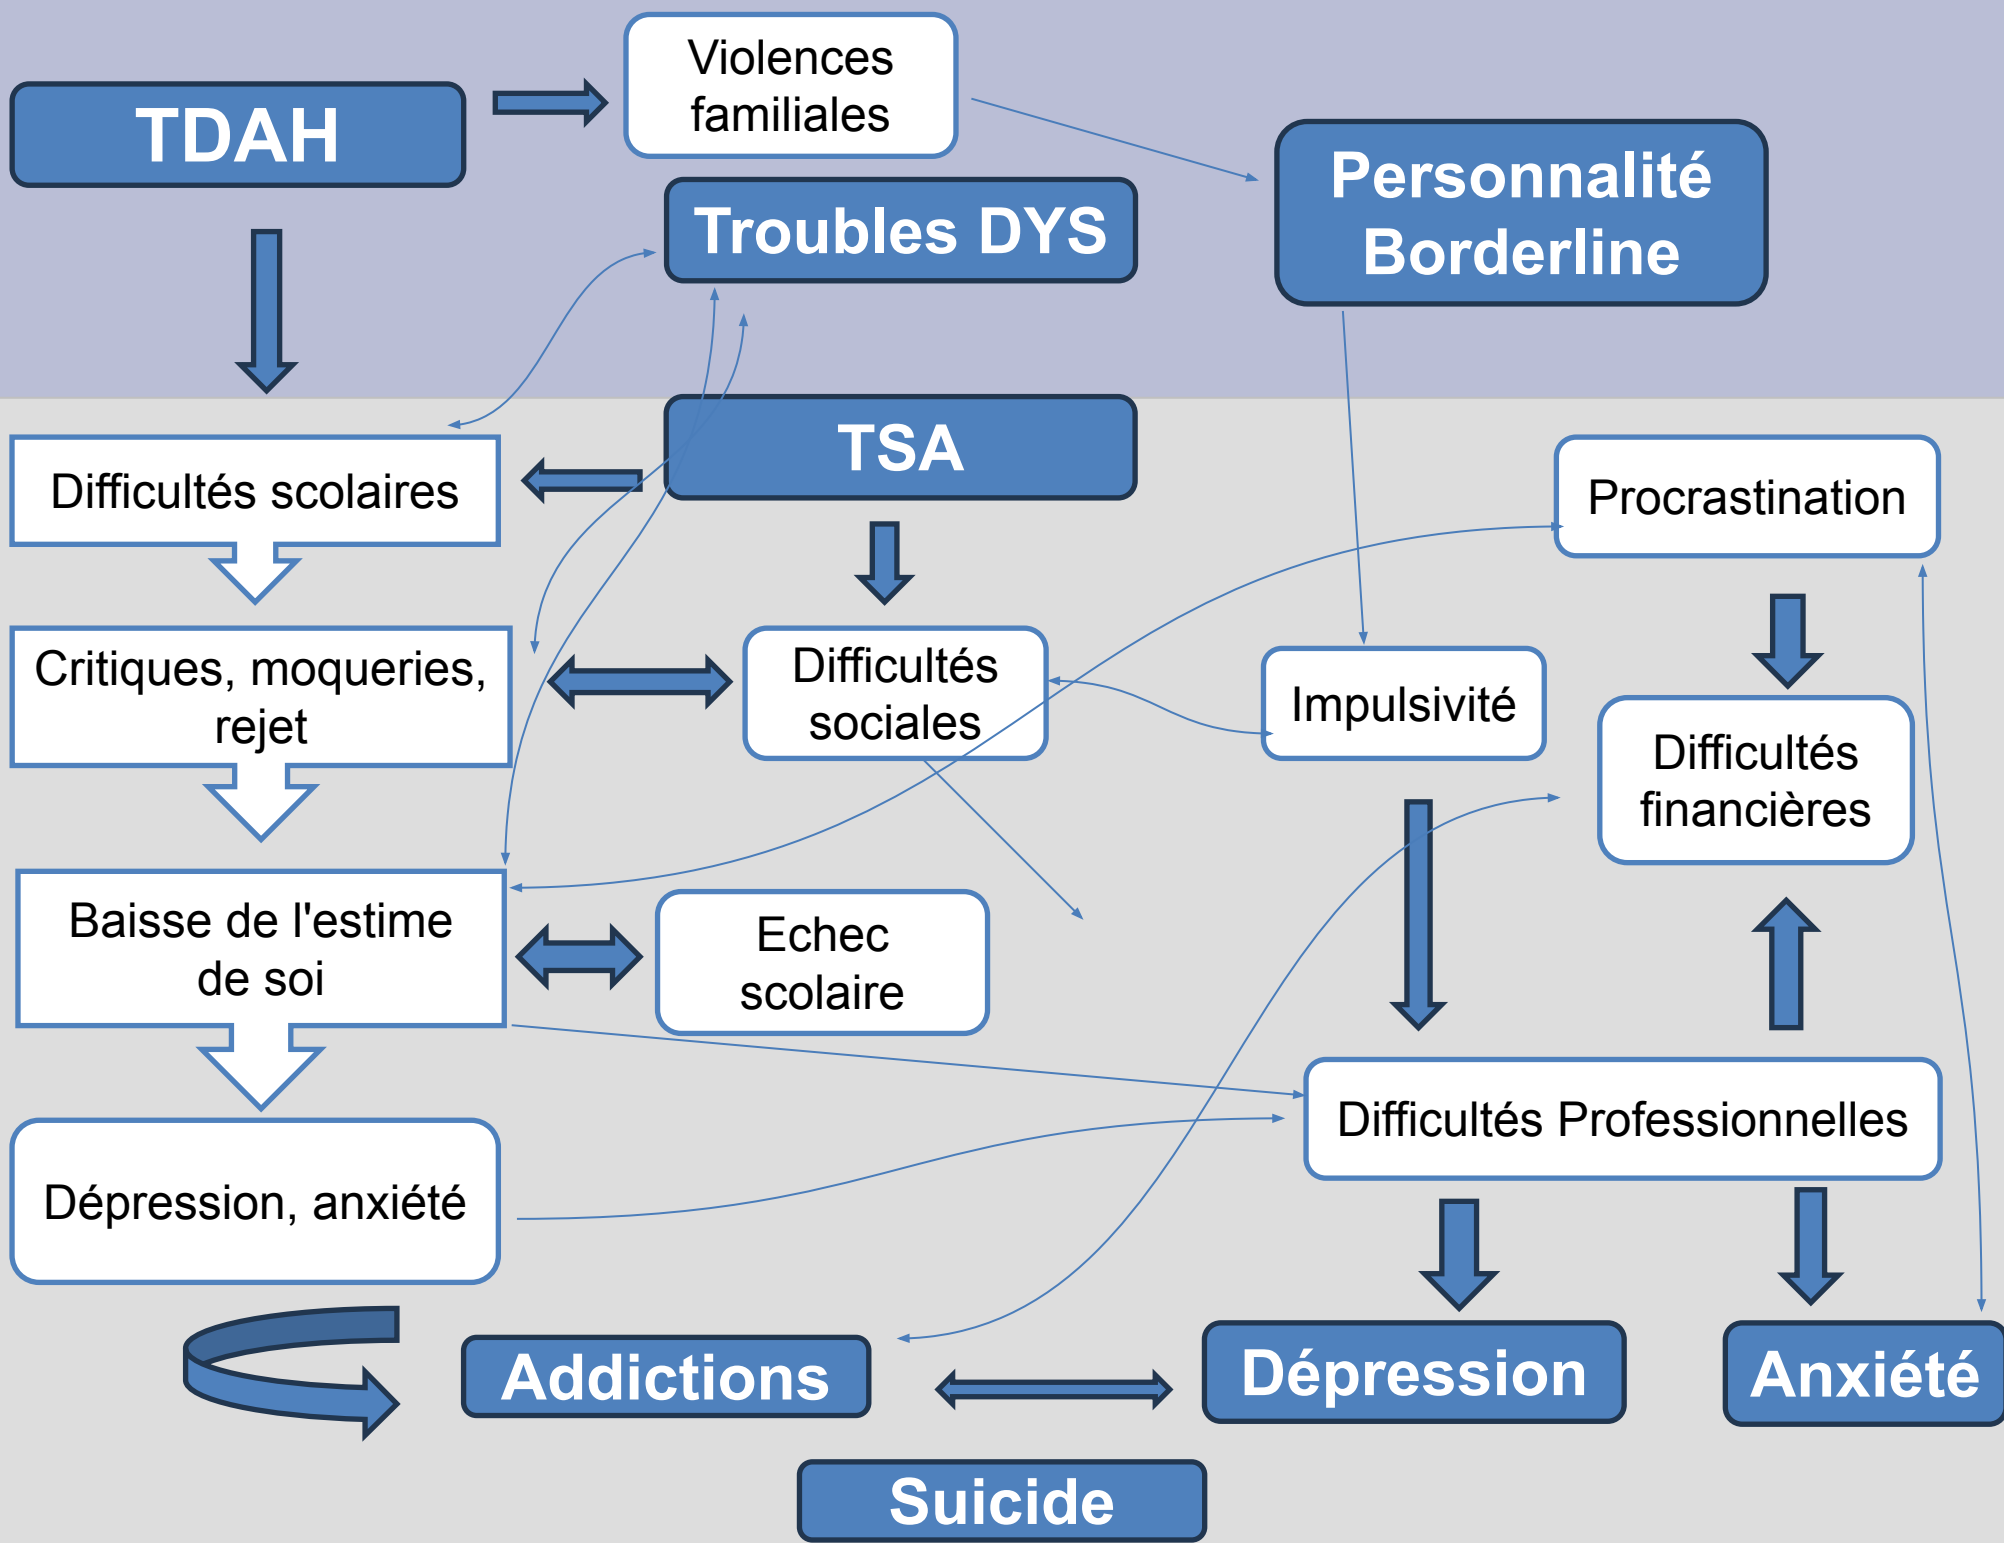 Violences
familiales
TDAH
Personnalité
Borderline
Troubles DYS
TSA
Difficultés scolaires
Procrastination
Critiques, moqueries,
rejet
Difficultés
sociales
Impulsivité
Difficultés
financières
Baisse de l'estime
de soi
Echec
scolaire
Difficultés Professionnelles
Dépression, anxiété
Addictions
Dépression
Anxiété
Suicide